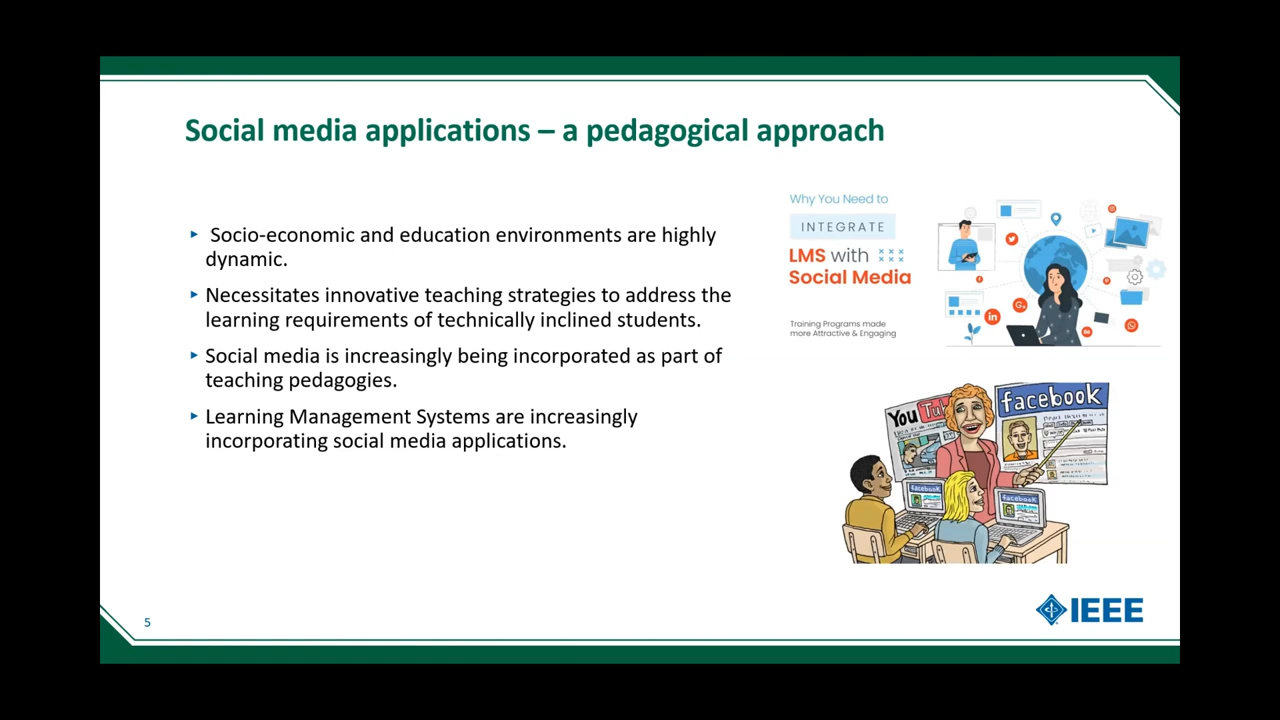 Social media applications – a pedagogical approach
Socio-economic and education environments are highly
dynamic.
Necessitates innovative teaching strategies to address the
learning requirements of technically inclined students.
Social media is increasingly being incorporated as part of
teaching pedagogies.
Learning Management Systems are increasingly
incorporating social media applications.
Why You Need to
INTEGRATE
LMS with
Social Media
Training Programs made
more Attractive & Engaging
You Tu
facebook
facebook
facebook
5
IEEE